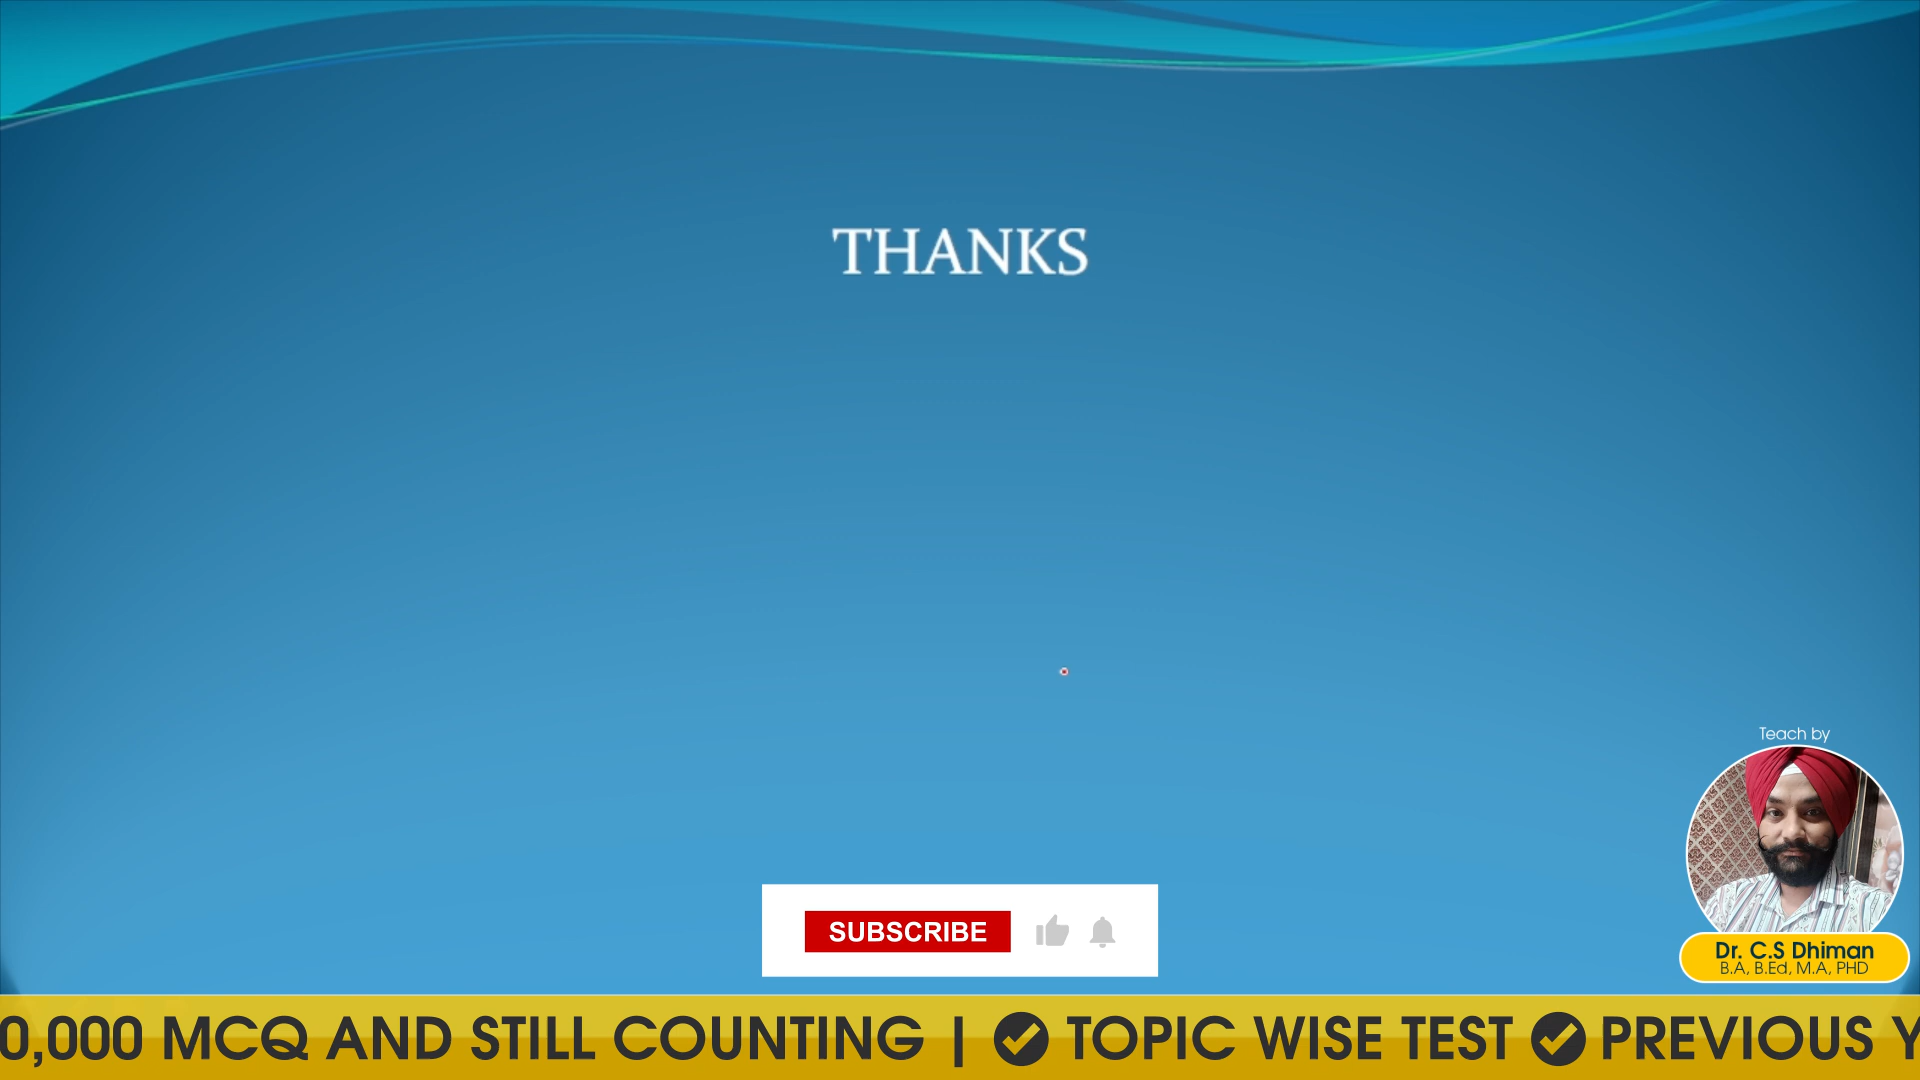 THANKS
Teach by
SUBSCRIBE
Dr. C.S Dhiman
B.A, B.Ed, M.A, PHD
0,000 MCQ AND STILL COUNTING | TOPIC WISE TEST PREVIOUS Y